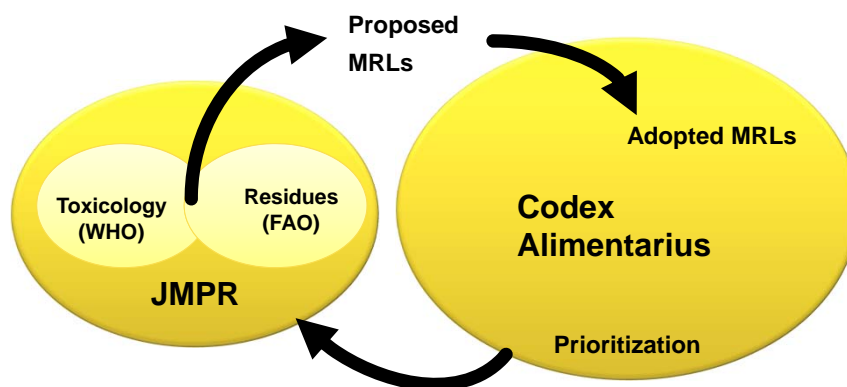 Proposed
MRLs
Adopted MRLs
Toxicology
(WHO)
Residues
(FAO)
Codex
Alimentarius
JMPR
Prioritization